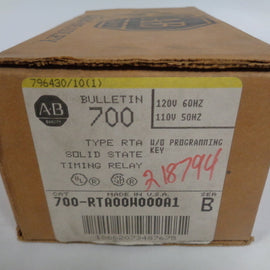 796430/10(1)
A-B
QUALITY
BULLETIN
700
120V 60HZ
110V 50HZ
TYPE RTA
SOLID STATE
TIMING RELAY
W/O PROGRAMMING
KEY
218794
CAT
MADE IN U.S.A.
SER
700-RTA00W000A1
B